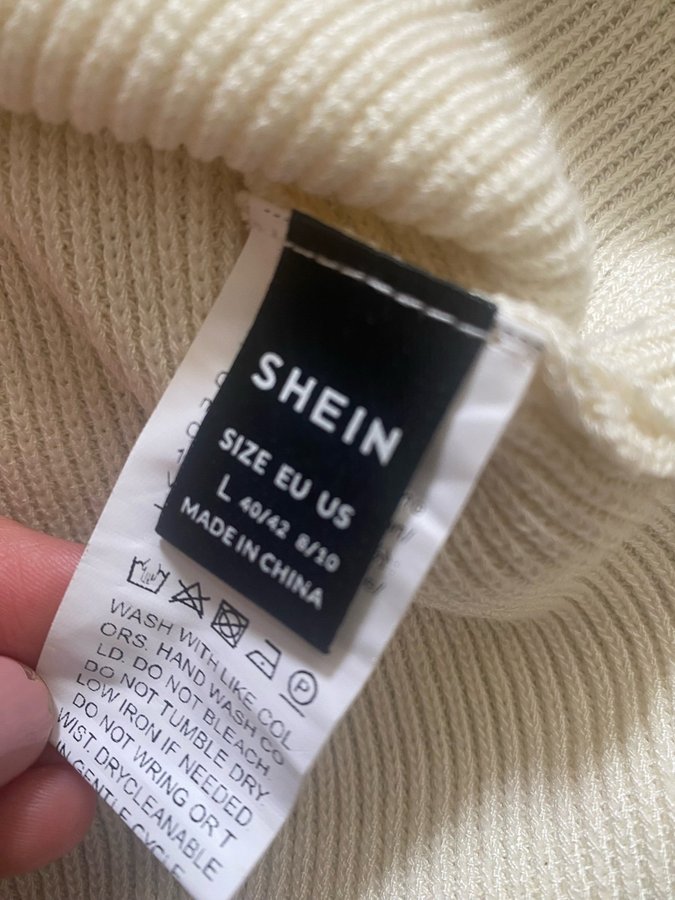 SHEIN
SIZE EU US
L 40/42 8/10
MADE IN CHINA
P
WASH WITH LIKE COL
ORS. HAND WASH CO
LD. DO NOT BLEACH.
DO NOT TUMBLE DRY.
LOW IRON IF NEEDED
DO NOT WRING OR T
WIST. DRYCLEANABLE
IN GENTLE CYCLE